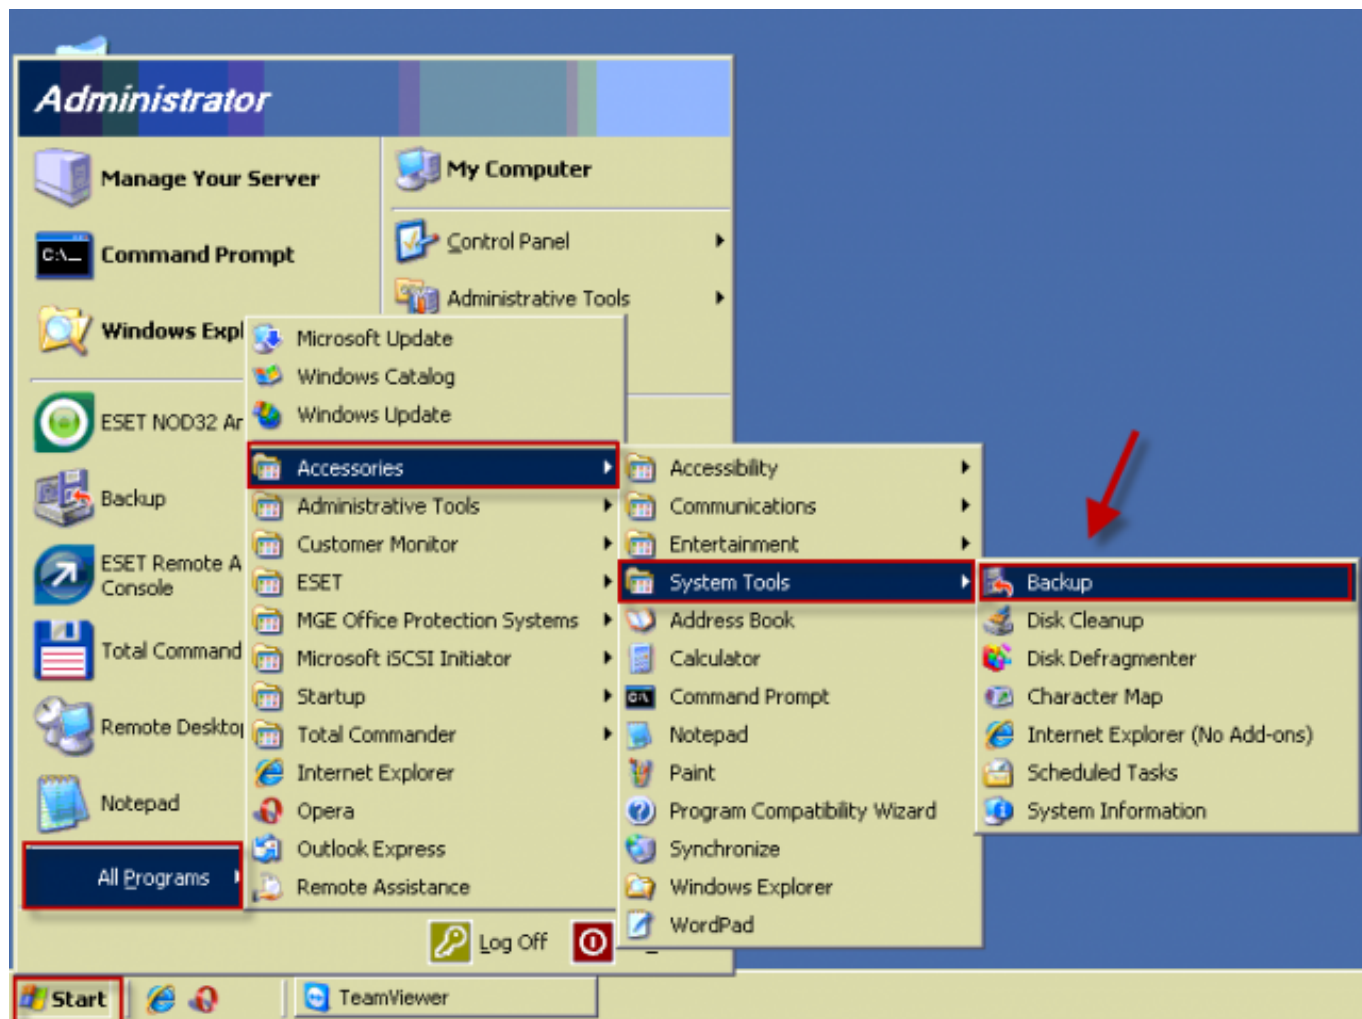 Administrator
Manage Your Server
Command Prompt
Windows Expl
ESET NOD32 Ar
Backup
ESET Remote A
Console
Total Command
Remote Desktop
Notepad
All Programs
My Computer
Control Panel
Administrative Tools
Microsoft Update
Windows Catalog
Windows Update
Accessories
Administrative Tools
Customer Monitor
ESET
MGE Office Protection Systems
Microsoft iSCSI Initiator
Startup
Total Commander
Internet Explorer
Opera
Outlook Express
Remote Assistance
Accessibility
Communications
Entertainment
System Tools
Address Book
Calculator
Command Prompt
Notepad
Paint
Program Compatibility Wizard
Synchronize
Windows Explorer
WordPad
Backup
Disk Cleanup
Disk Defragmenter
Character Map
Internet Explorer (No Add-ons)
Scheduled Tasks
System Information
Log Off
Start
TeamViewer